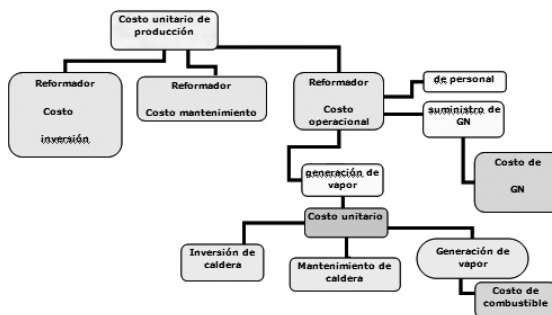 Costo unitario de
producción
Reformador
Costo
inversión
Reformador
Costo mantenimiento
Reformador
Costo
operacional
de personal
suministro de
GN
Costo de
GN
generación de
vapor
Costo unitario
Inversión de
caldera
Mantenimiento de
caldera
Generación de
vapor
Costo de
combustible